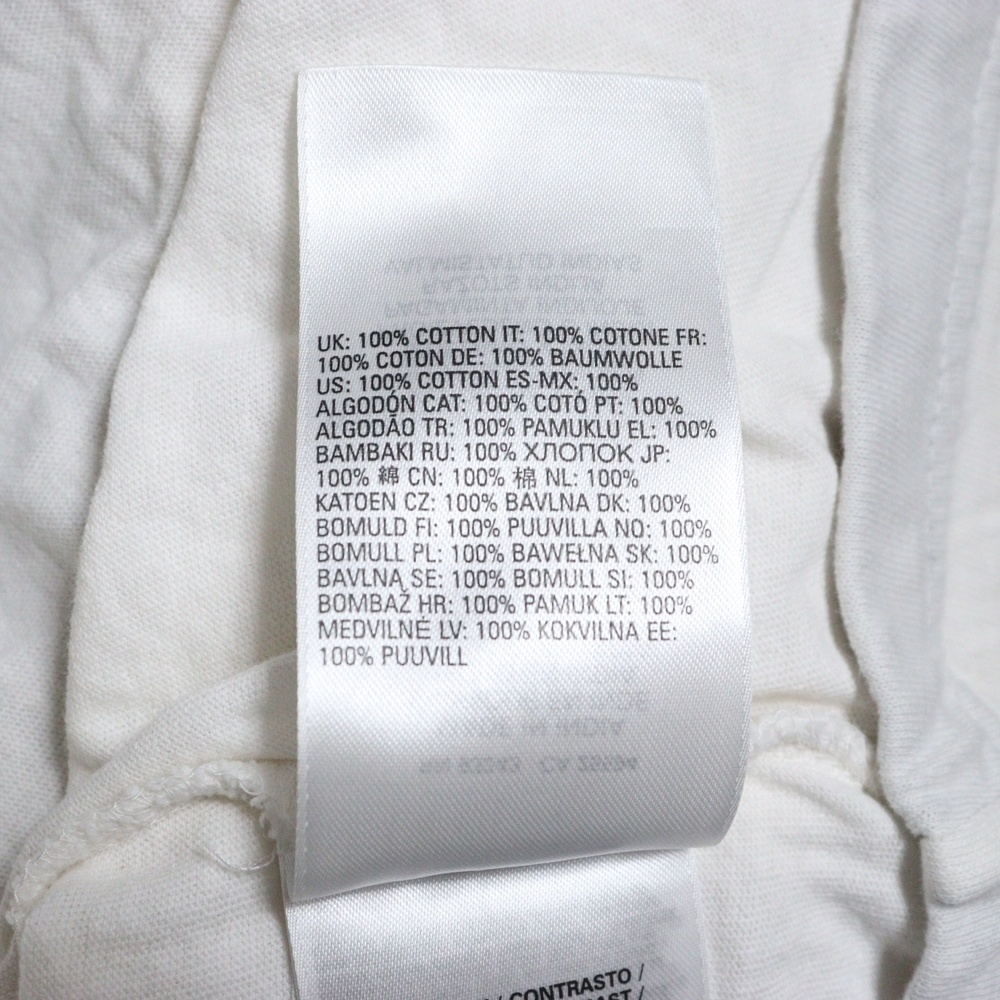 UK: 100% COTTON IT: 100% COTONE FR:
100% COTON DE: 100% BAUMWOLLE
US: 100% COTTON ES-MX: 100%
ALGODÓN CAT: 100% COTÓ PT: 100%
ALGODÃO TR: 100% PAMUKLU EL: 100%
BAMBAKI RU: 100% ХЛОПОК JP:
100% 綿 CN: 100% 棉 NL: 100%
KATOEN CZ: 100% BAVLNA DK: 100%
BOMULD FI: 100% PUUVILLA NO: 100%
BOMULL PL: 100% BAWEŁNA SK: 100%
BAVLNA SE: 100% BOMULL SI: 100%
BOMBAŽ HR: 100% PAMUK LT: 100%
MEDVILNĖ LV: 100% KOKVILNA EE:
100% PUUVILL
/ CONTRASTO /